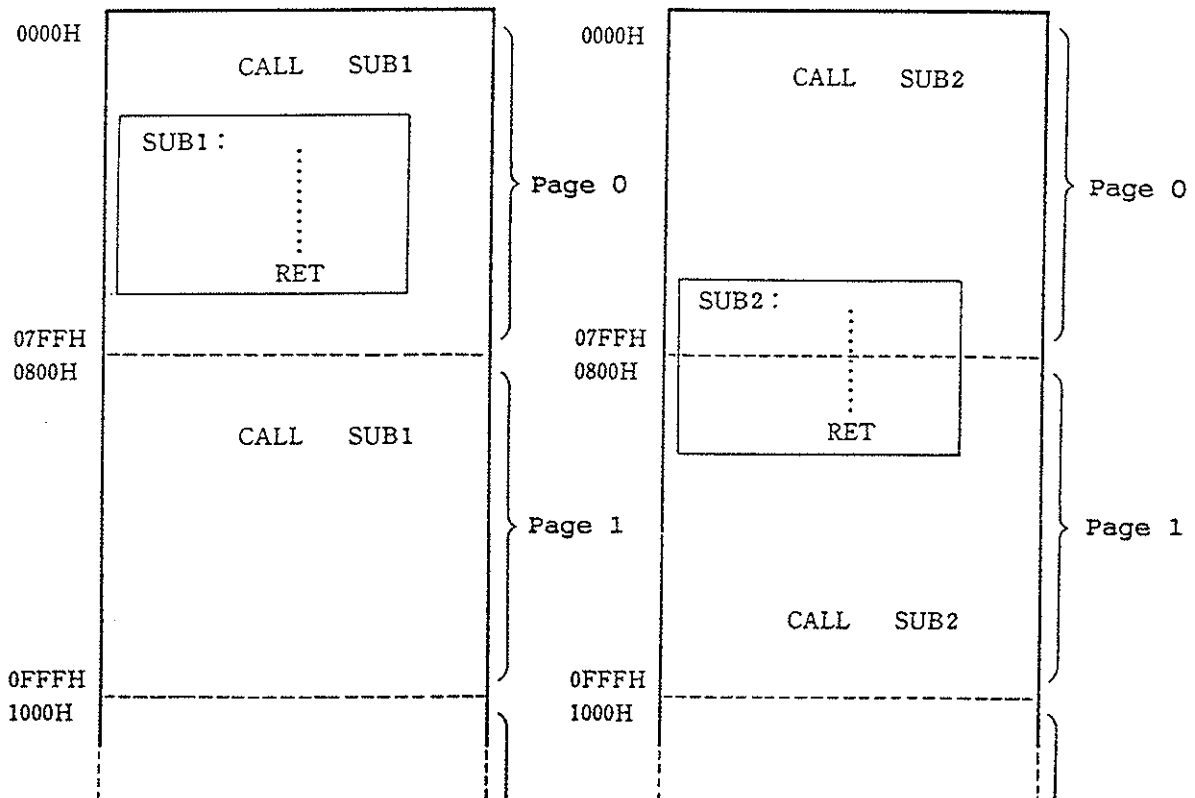 0000H
CALL SUB1
SUB1:
RET
Page 0
07FFH
0800H
CALL SUB1
Page 1
0FFFH
1000H
0000H
CALL SUB2
Page 0
SUB2:
07FFH
0800H
RET
Page 1
CALL SUB2
0FFFH
1000H